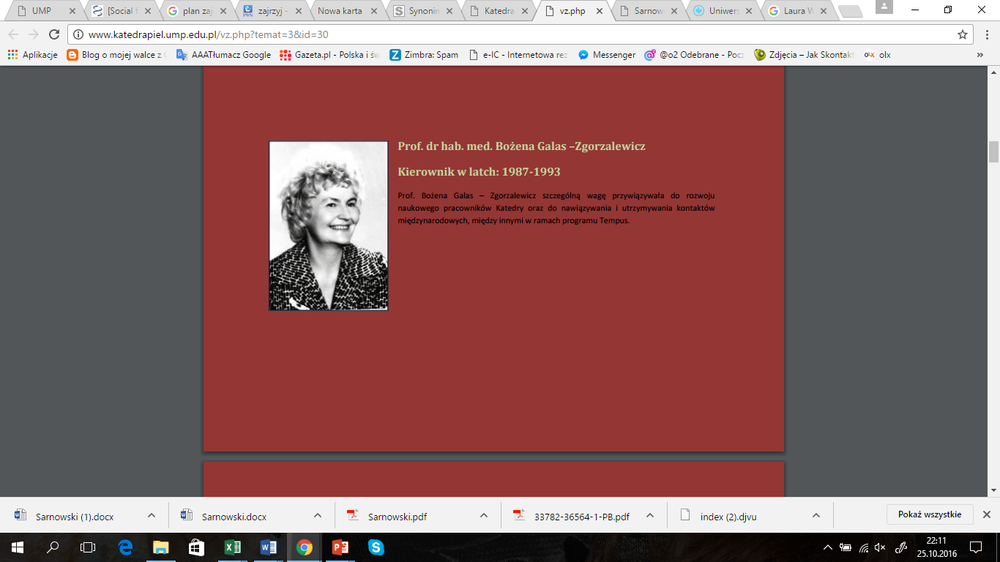 UMP
[Social f
plan zaj
zajrzyj -
Nowa karta
Synonin
Katedra
vz.php
Sarnow
Uniwers
Laura W
www.katedrapiel.ump.edu.pl/vz.php?temat=3&id=30
Aplikacje
Blog o mojej walce z
AAATłumacz Google
Gazeta.pl - Polska i św
Zimbra: Spam
e-IC - Internetowa rez
Messenger
@o2 Odebrane - Pocz
Zdjęcia – Jak Skontakt
olx
Prof. dr hab. med. Bożena Galas –Zgorzalewicz
Kierownik w latch: 1987-1993
Prof. Bożena Galas – Zgorzalewicz szczególną wagę przywiązywała do rozwoju
naukowego pracowników Katedry oraz do nawiązywania i utrzymywania kontaktów
międzynarodowych, między innymi w ramach programu Tempus.
Sarnowski (1).docx
Sarnowski.docx
Sarnowski.pdf
33782-36564-1-PB.pdf
index (2).djvu
Pokaż wszystkie
22:11
25.10.2016